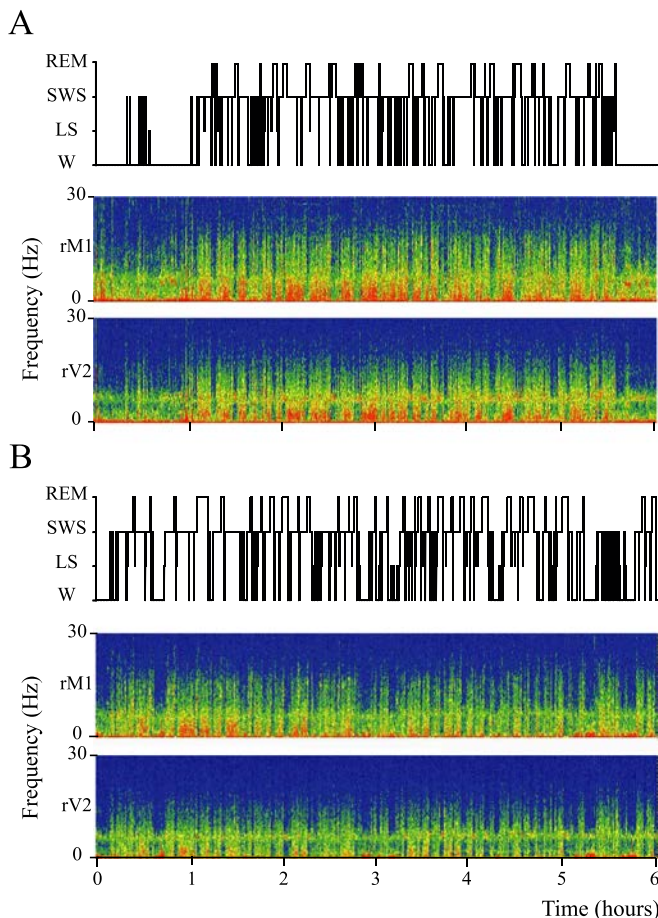 A
REM
SWS
LS
W
30
rM1
0
30
rV2
0
Frequency (Hz)
B
REM
SWS
LS
W
30
rM1
0
30
rV2
0
Frequency (Hz)
0 1 2 3 4 5 6
Time (hours)